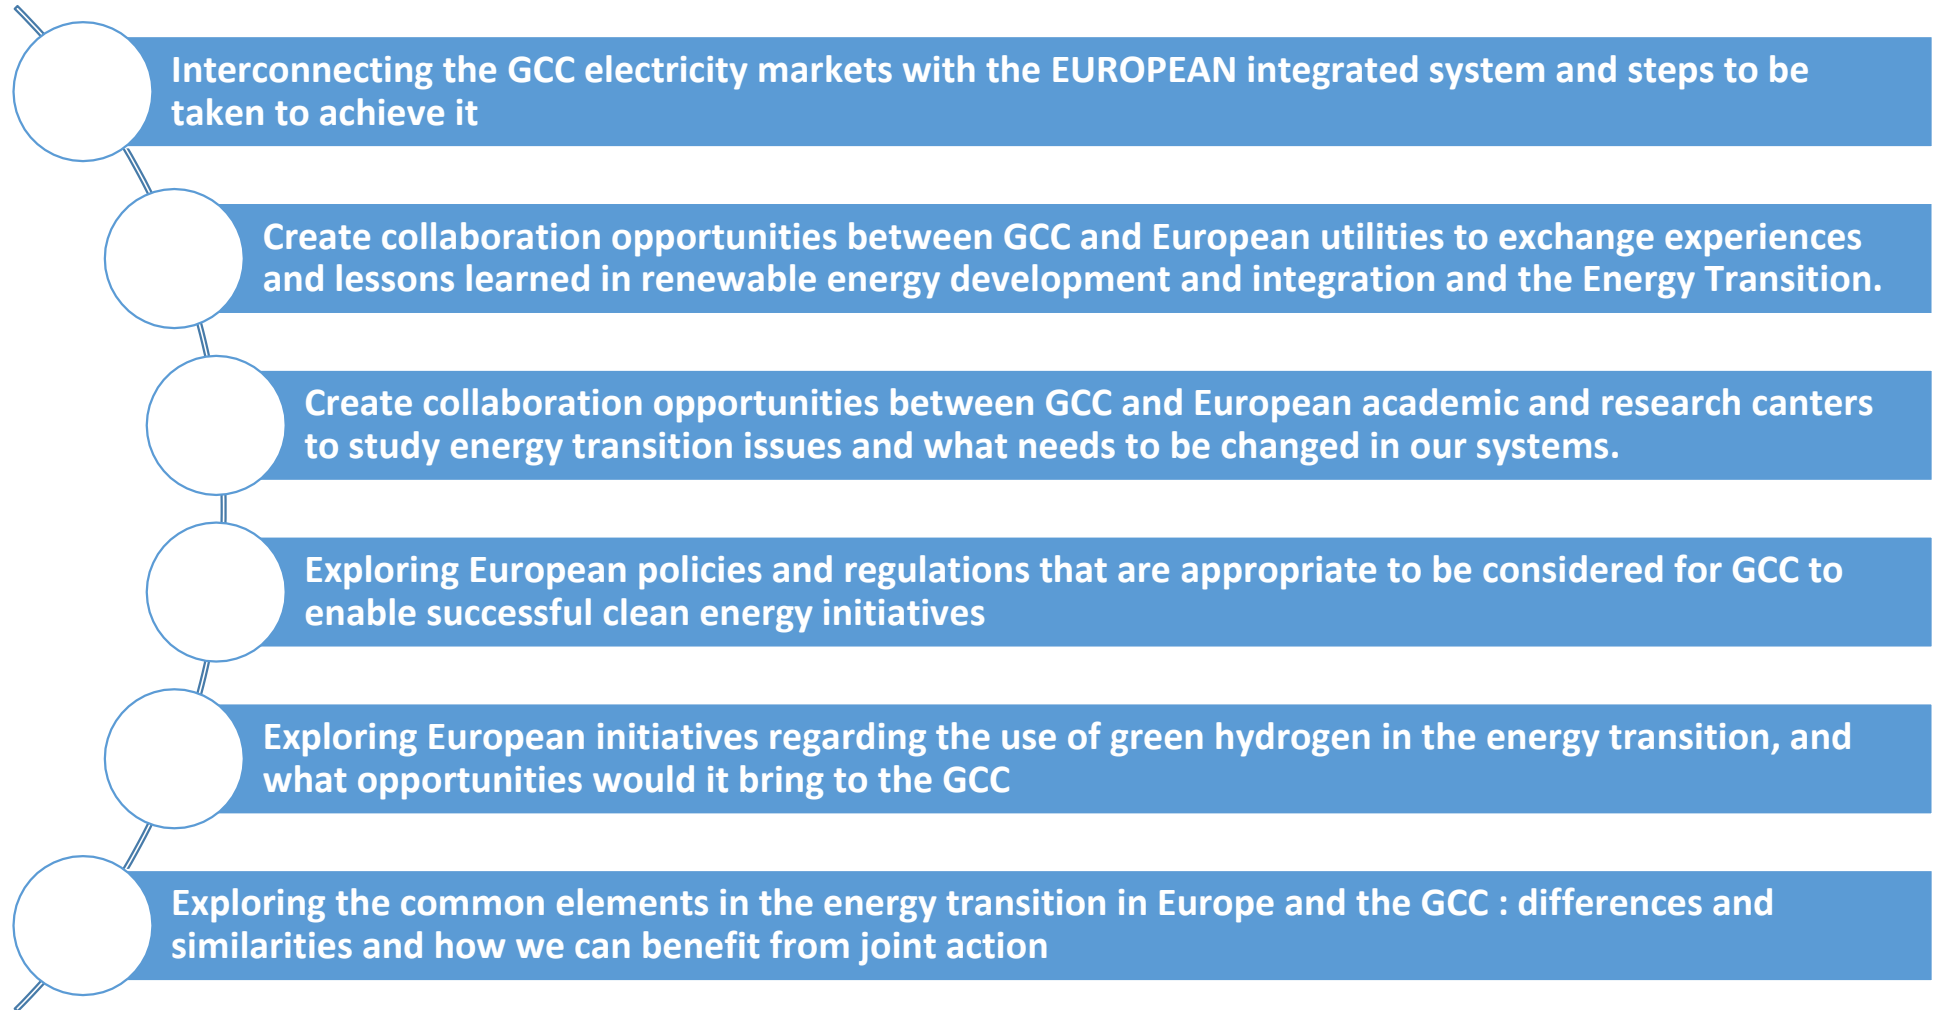 Interconnecting the GCC electricity markets with the EUROPEAN integrated system and steps to be
taken to achieve it
Create collaboration opportunities between GCC and European utilities to exchange experiences
and lessons learned in renewable energy development and integration and the Energy Transition.
Create collaboration opportunities between GCC and European academic and research canters
to study energy transition issues and what needs to be changed in our systems.
Exploring European policies and regulations that are appropriate to be considered for GCC to
enable successful clean energy initiatives
Exploring European initiatives regarding the use of green hydrogen in the energy transition, and
what opportunities would it bring to the GCC
Exploring the common elements in the energy transition in Europe and the GCC : differences and
similarities and how we can benefit from joint action